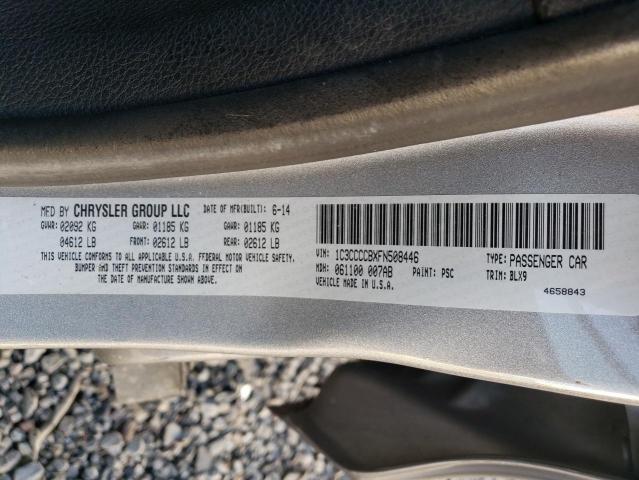 MFD BY CHRYSLER GROUP LLC DATE OF MFR(BUILT): 6-14
GVWR: 02092 KG GAWR: 01185 KG GAWR: 01185 KG
04612 LB FRONT: 02612 LB REAR: 02612 LB
THIS VEHICLE CONFORMS TO ALL APPLICABLE U.S.A. FFDERAL MOTOR VEHICLE SAFETY.
BUMPER AND THEFT PREVENTION STANDARDS IN EFFECT ON
THE DATE OF MANUFACTURE SHOWN ABOVE.
VIN: 1C3CCCCBXFN508446 TYPE: PASSENGER CAR
MDH: 061100 007AB PAINT: PSC TRIM: BLX9
VEHICLE MADE IN U.S.A.
4658843